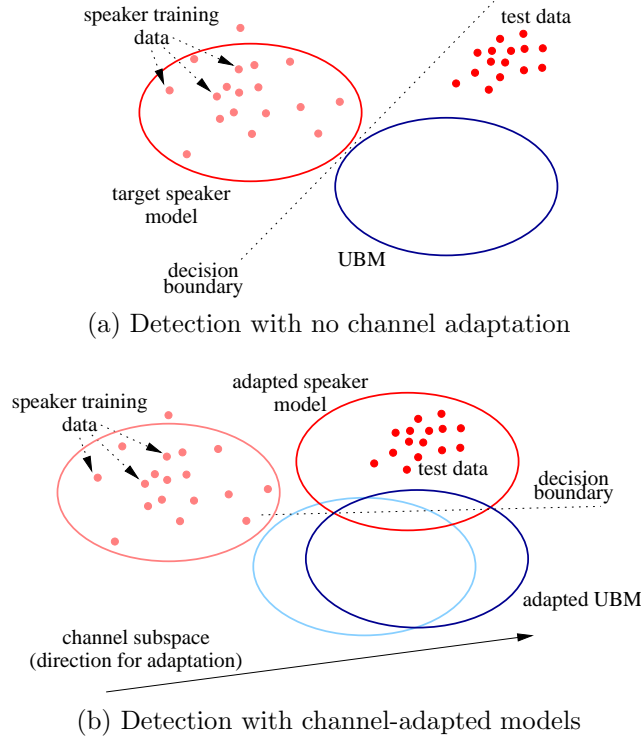 speaker training
data
test data
target speaker
model
UBM
decision
boundary
(a) Detection with no channel adaptation
adapted speaker
model
speaker training
data
test data
decision
boundary
adapted UBM
channel subspace
(direction for adaptation)
(b) Detection with channel-adapted models